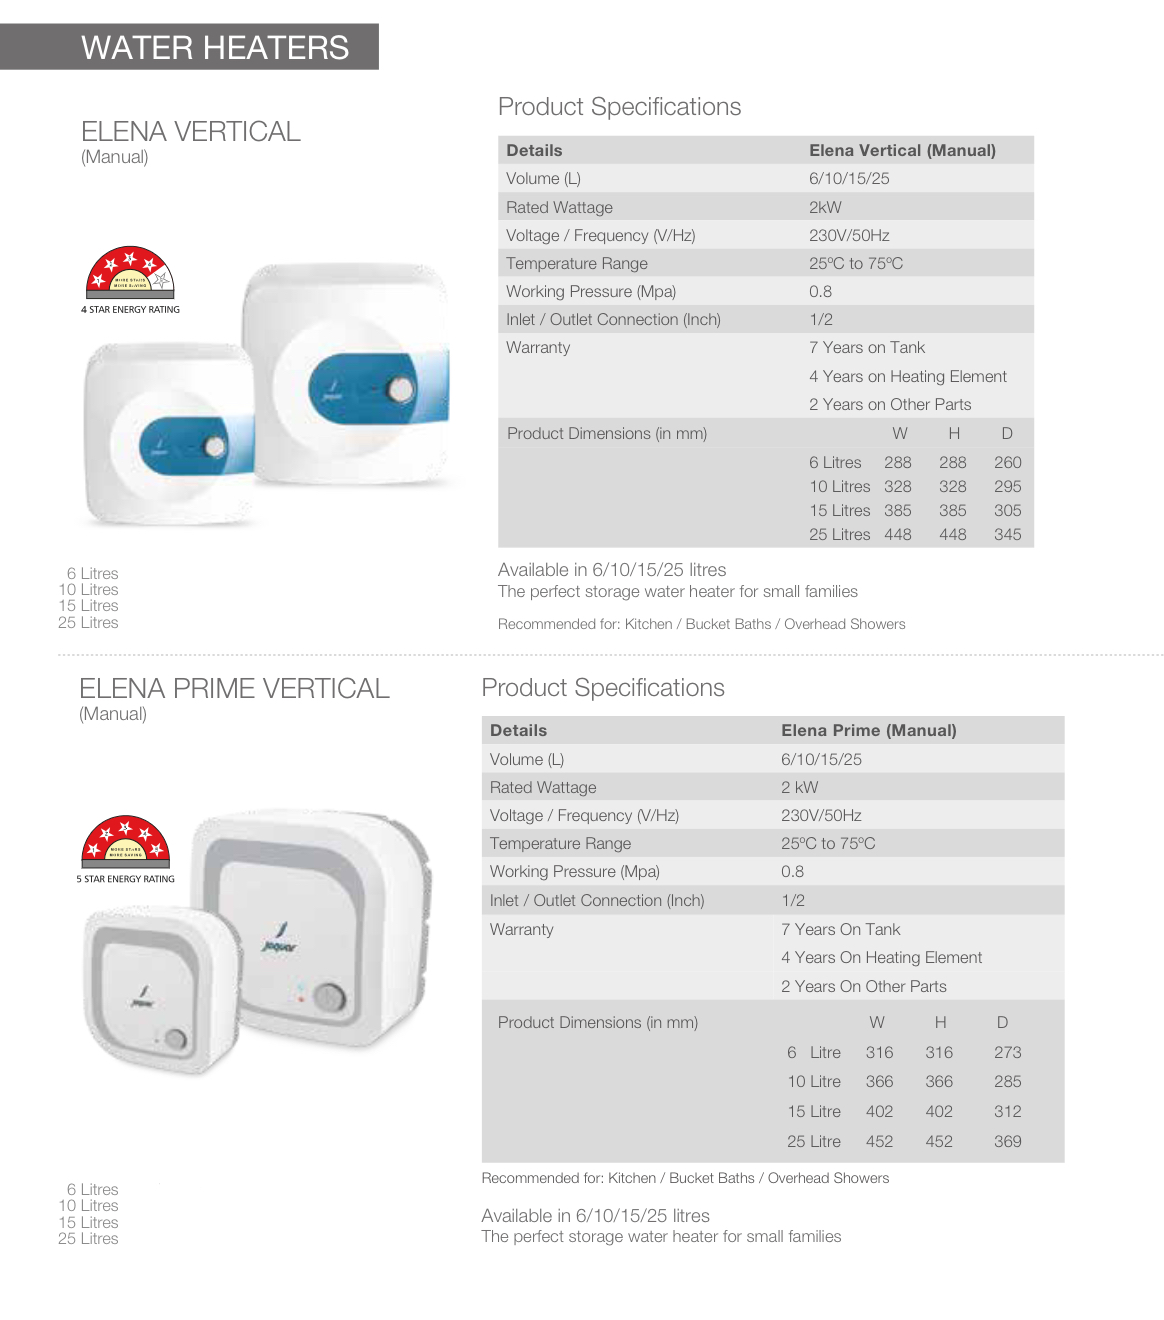 WATER HEATERS
ELENA VERTICAL
(Manual)
MORE STARS
MORE SAVING
4 STAR ENERGY RATING
6 Litres
10 Litres
15 Litres
25 Litres
Product Specifications
Details Elena Vertical (Manual)
Volume (L) 6/10/15/25
Rated Wattage 2kW
Voltage / Frequency (V/Hz) 230V/50Hz
Temperature Range 25ºC to 75ºC
Working Pressure (Mpa) 0.8
Inlet / Outlet Connection (Inch) 1/2
Warranty 7 Years on Tank
4 Years on Heating Element
2 Years on Other Parts
Product Dimensions (in mm) W H D
6 Litres 288 288 260
10 Litres 328 328 295
15 Litres 385 385 305
25 Litres 448 448 345
Available in 6/10/15/25 litres
The perfect storage water heater for small families
Recommended for: Kitchen / Bucket Baths / Overhead Showers
ELENA PRIME VERTICAL
(Manual)
MORE STARS
MORE SAVING
5 STAR ENERGY RATING
Jaquar
Jaquar
6 Litres
10 Litres
15 Litres
25 Litres
Product Specifications
Details Elena Prime (Manual)
Volume (L) 6/10/15/25
Rated Wattage 2 kW
Voltage / Frequency (V/Hz) 230V/50Hz
Temperature Range 25ºC to 75ºC
Working Pressure (Mpa) 0.8
Inlet / Outlet Connection (Inch) 1/2
Warranty 7 Years On Tank
4 Years On Heating Element
2 Years On Other Parts
Product Dimensions (in mm) W H D
6 Litre 316 316 273
10 Litre 366 366 285
15 Litre 402 402 312
25 Litre 452 452 369
Recommended for: Kitchen / Bucket Baths / Overhead Showers
Available in 6/10/15/25 litres
The perfect storage water heater for small families